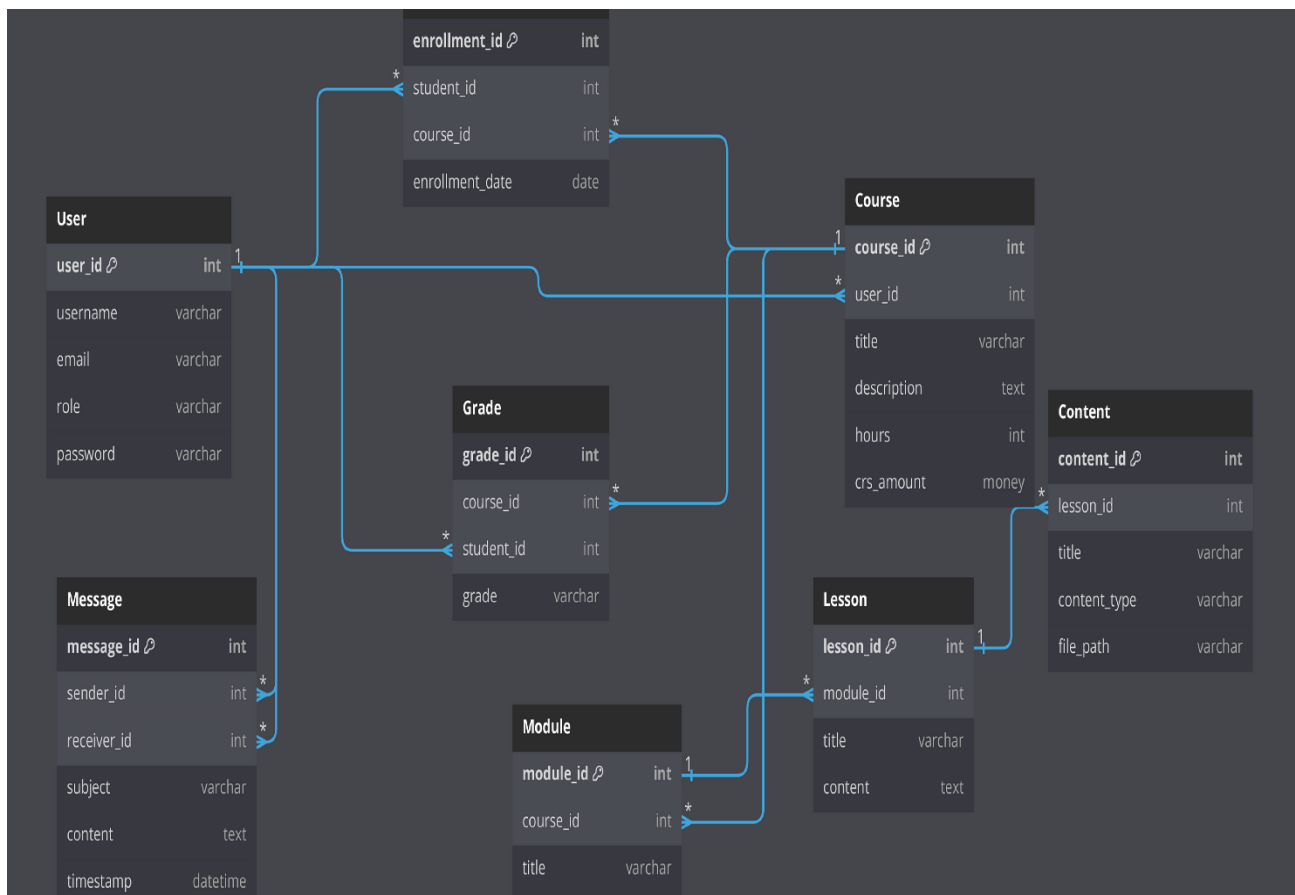 enrollment_id int
student_id int
course_id int
enrollment_date date
User
user_id int
username varchar
email varchar
role varchar
password varchar
Course
course_id int
user_id int
title varchar
description text
hours int
crs_amount money
Grade
grade_id int
course_id int
student_id int
grade varchar
Content
content_id int
lesson_id int
title varchar
content_type varchar
file_path varchar
Message
message_id int
sender_id int
receiver_id int
subject varchar
content text
timestamp datetime
Lesson
lesson_id int
module_id int
title varchar
content text
Module
module_id int
course_id int
title varchar
1
*
*
1
*
*
*
*
*
1
*
*
1
*